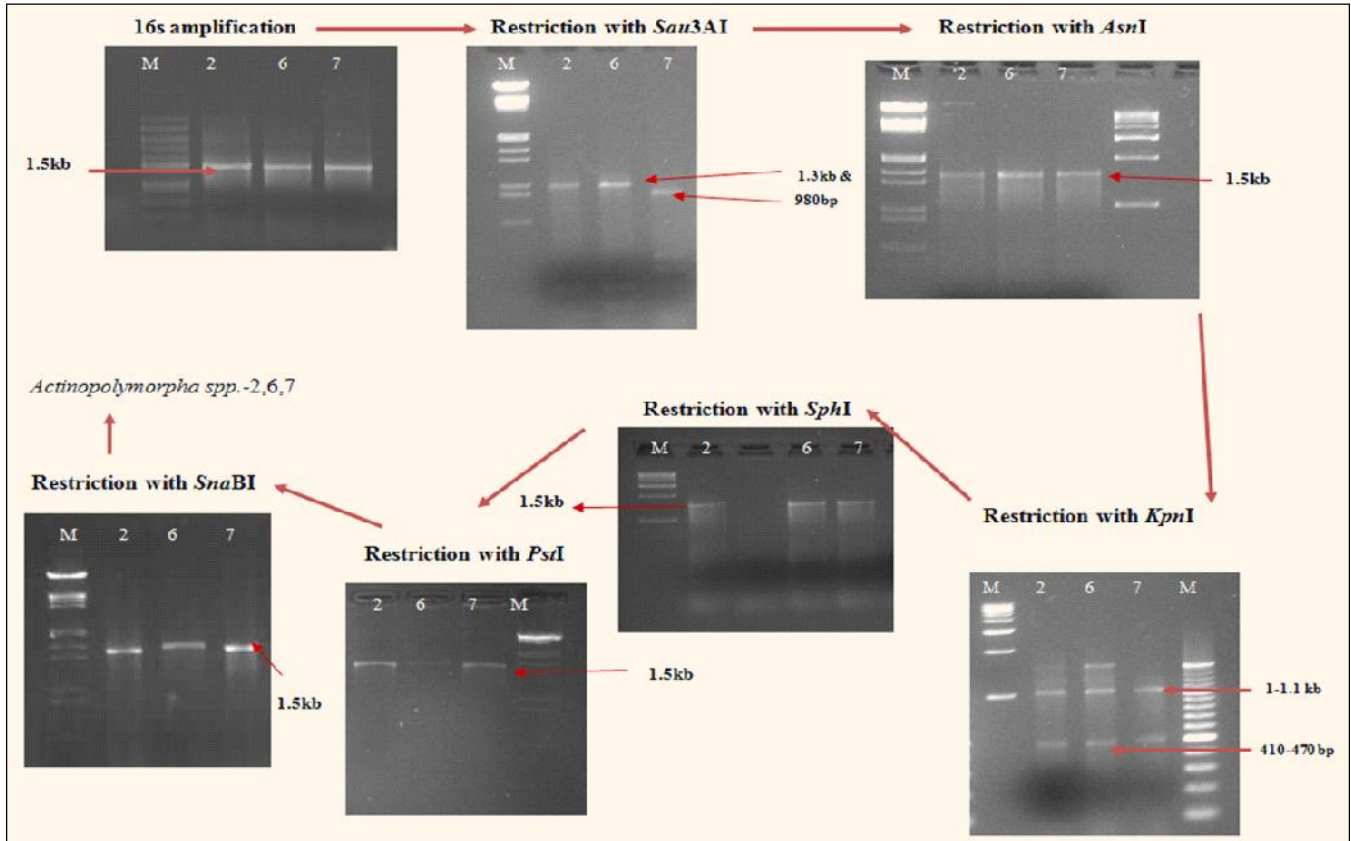 16s amplification
Restriction with Sau3AI
Restriction with AsnI
M 2 6 7
1.5kb
2 6 7
M
1.3kb &
980bp
M 2 6 7
1.5kb
Actinopolymorpha spp.-2,6,7
Restriction with SnaBI
M 2 6 7
1.5kb
Restriction with PstI
2 6 7 M
1.5kb
Restriction with SphI
M 2 6 7
1.5kb
Restriction with KpnI
M 2 6 7 M
1-1.1 kb
410-470 bp